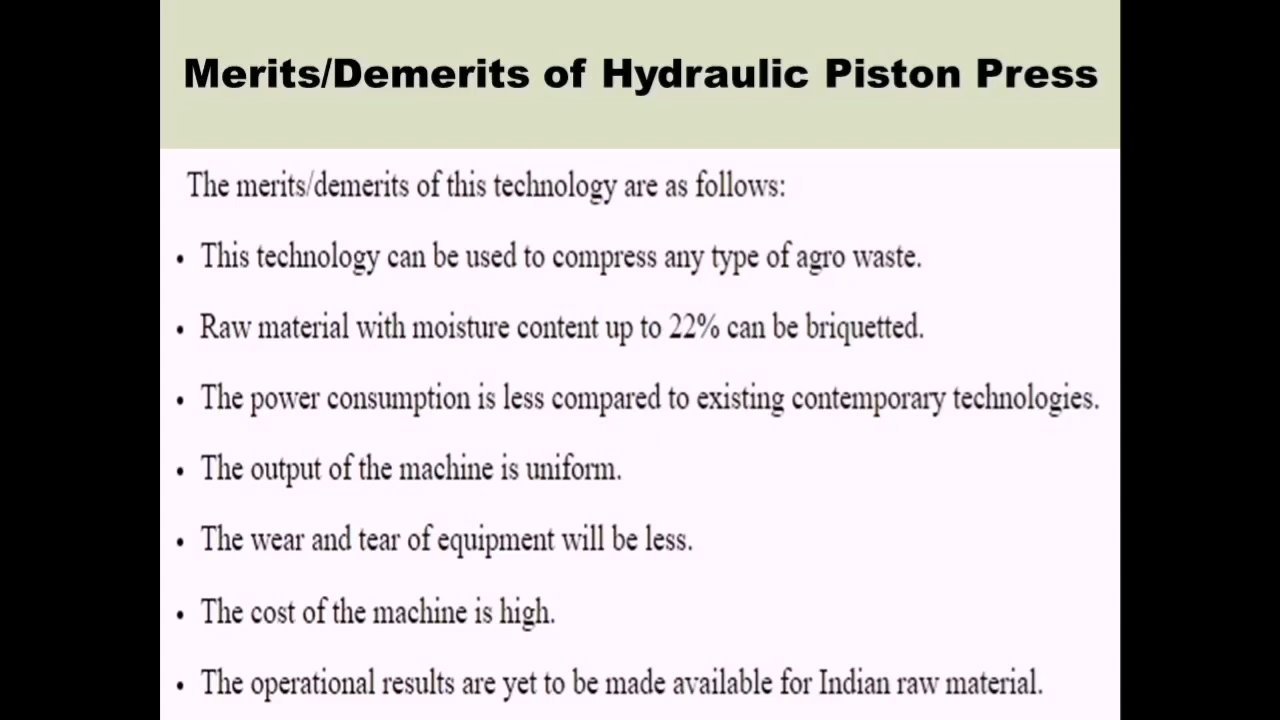 Merits/Demerits of Hydraulic Piston Press
The merits/demerits of this technology are as follows:
• This technology can be used to compress any type of agro waste.
• Raw material with moisture content up to 22% can be briquetted.
• The power consumption is less compared to existing contemporary technologies.
• The output of the machine is uniform.
• The wear and tear of equipment will be less.
• The cost of the machine is high.
• The operational results are yet to be made available for Indian raw material.